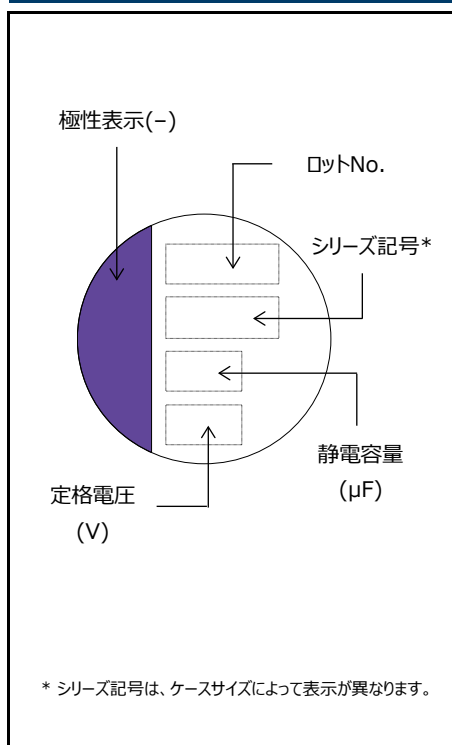 極性表示(−)
ロットNo.
シリーズ記号*
静電容量
(μF)
定格電圧
(V)
* シリーズ記号は、ケースサイズによって表示が異なります。